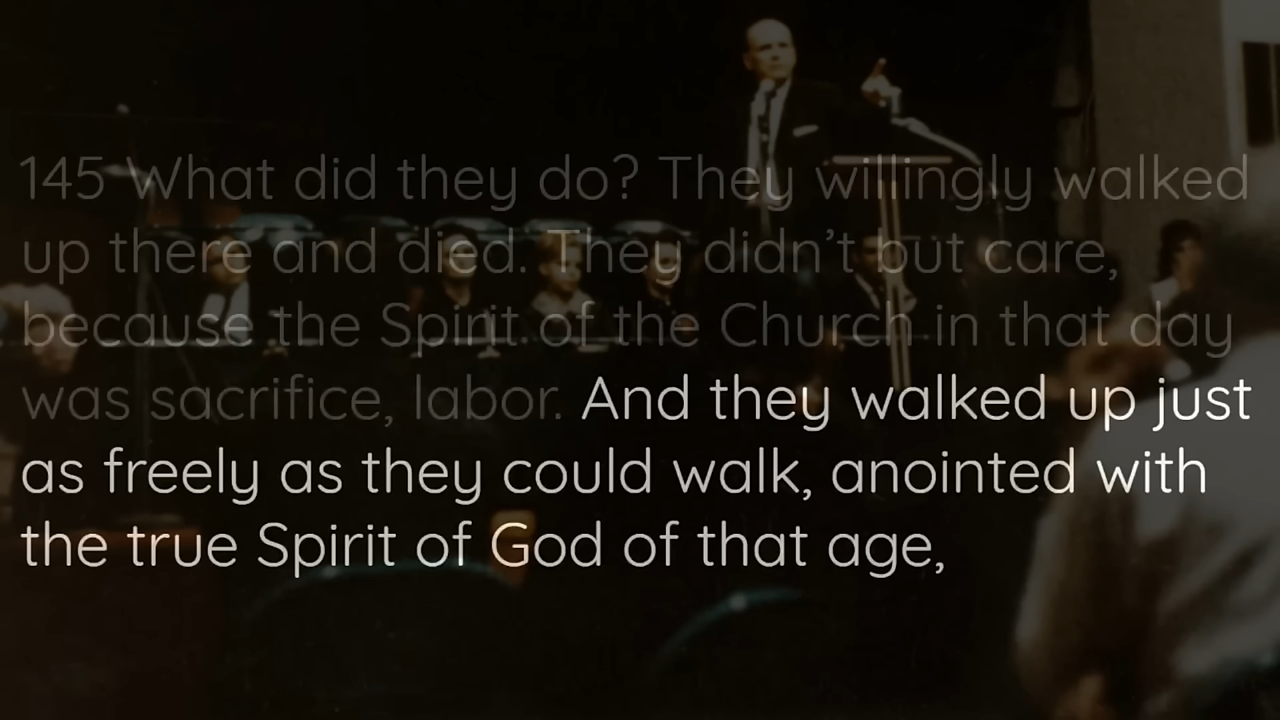 145 What did they do? They willingly walked
up there and died. They didn’t but care,
because the Spirit of the Church in that day
was sacrifice, labor. And they walked up just
as freely as they could walk, anointed with
the true Spirit of God of that age,